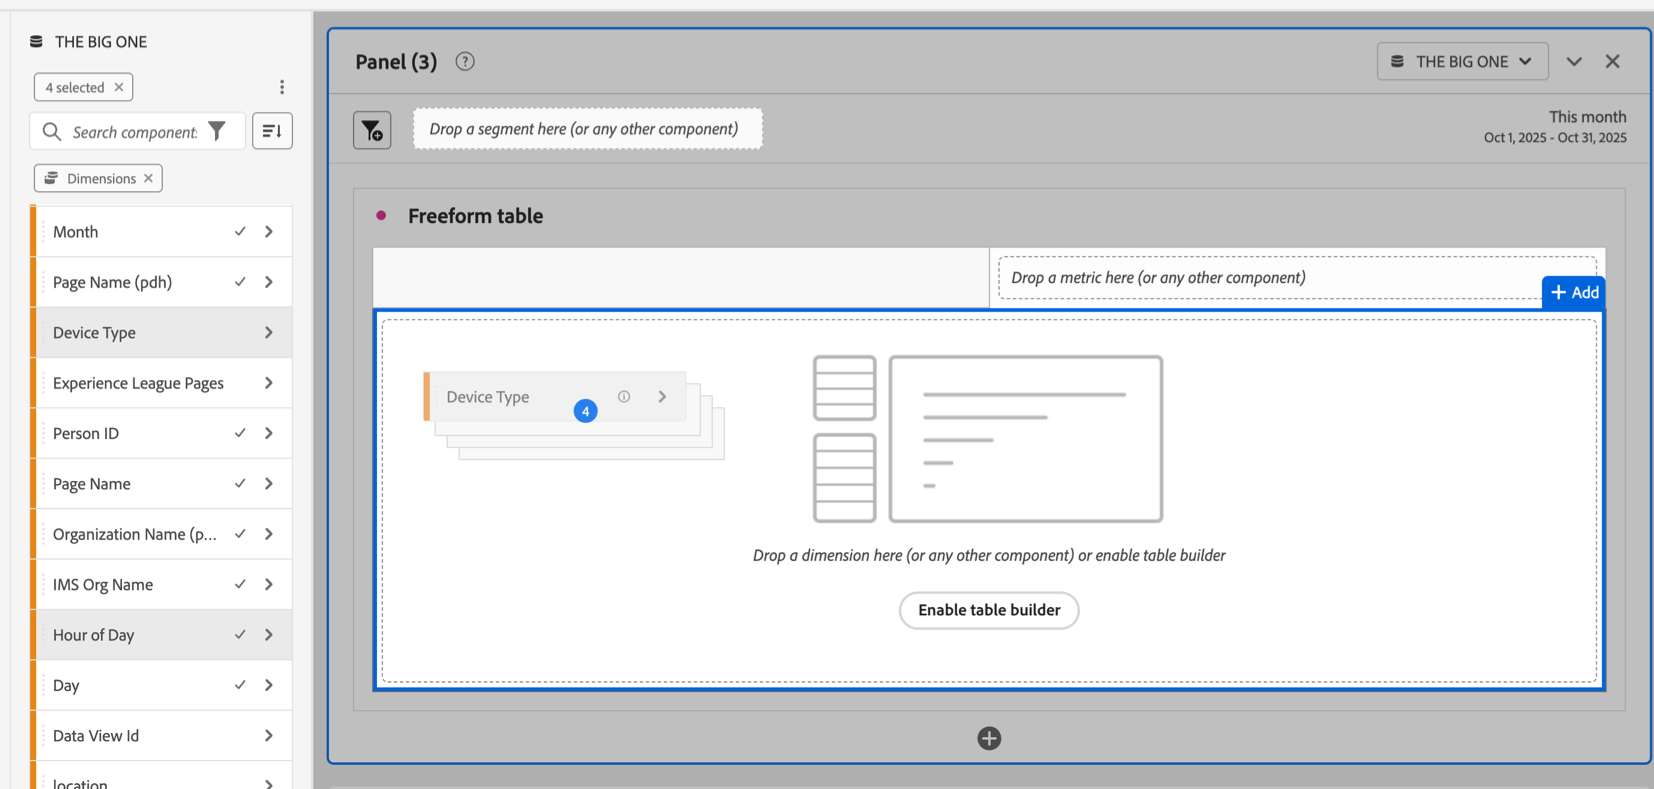 THE BIG ONE
4 selected
Search component:
Dimensions
Month
Page Name (pdh)
Device Type
Experience League Pages
Person ID
Page Name
Organization Name (p...
IMS Org Name
Hour of Day
Day
Data View Id
location
Panel (3)
THE BIG ONE
Drop a segment here (or any other component)
This month
Oct 1, 2025 - Oct 31, 2025
Freeform table
Drop a metric here (or any other component)
Add
Device Type
4
Drop a dimension here (or any other component) or enable table builder
Enable table builder